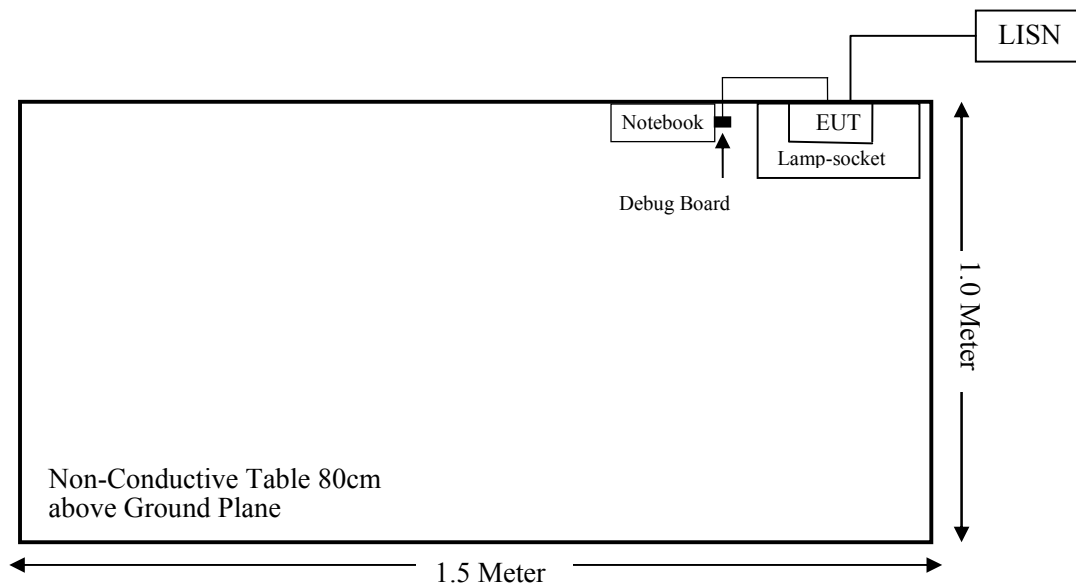 LISN
Notebook
EUT
Lamp-socket
Debug Board
1.0 Meter
Non-Conductive Table 80cm
above Ground Plane
1.5 Meter